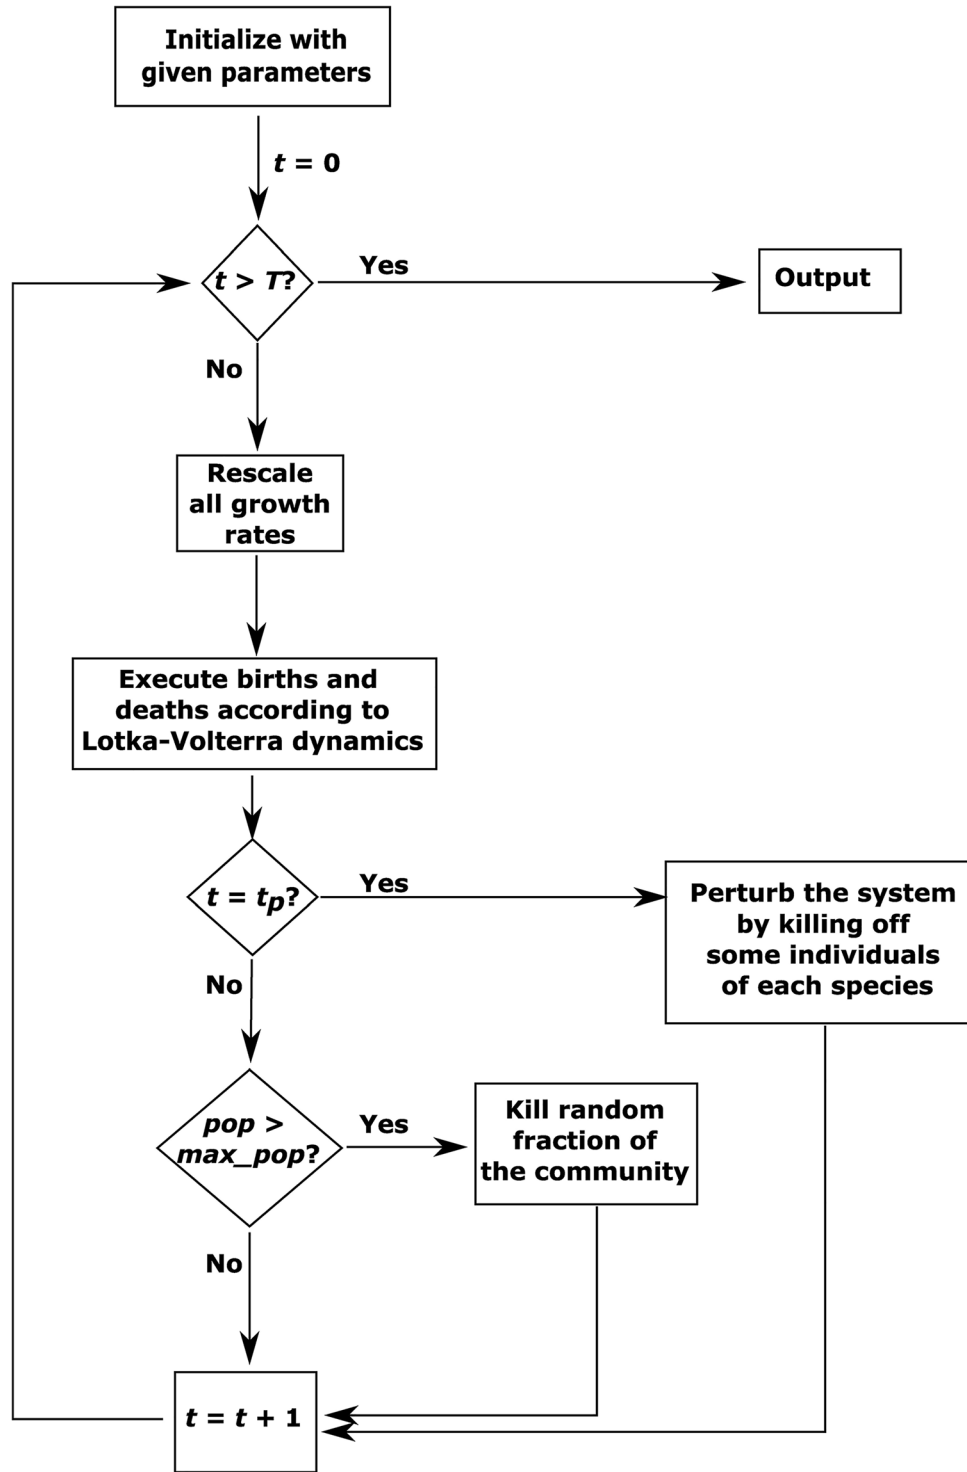 Initialize with
given parameters
t = 0
t > T?
Yes
Output
No
Rescale
all growth
rates
Execute births and
deaths according to
Lotka-Volterra dynamics
t = tp?
Yes
Perturb the system
by killing off
some individuals
of each species
No
pop >
max_pop?
Yes
Kill random
fraction of
the community
No
t = t + 1